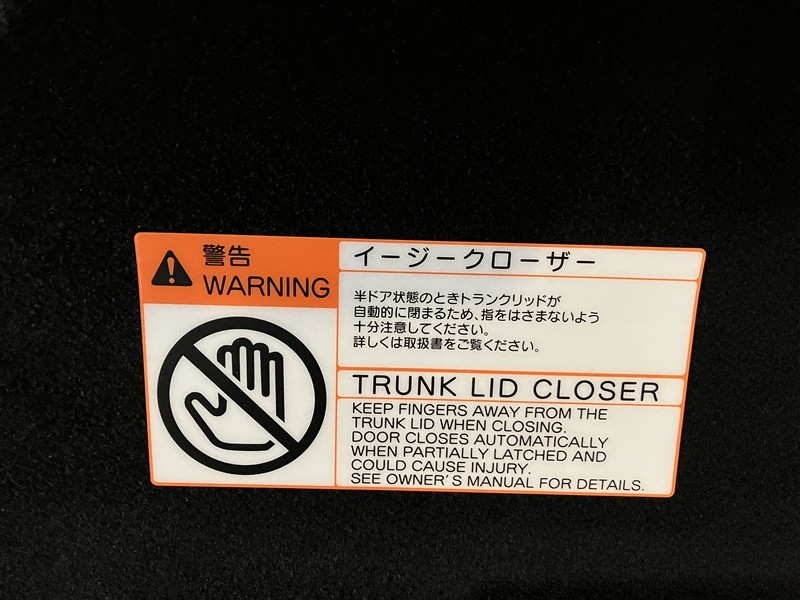 警告
WARNING
イージークローザー
半ドア状態のときトランクリッドが
自動的に閉まるため、指をはさまないよう
十分注意してください。
詳しくは取扱書をご覧ください。
TRUNK LID CLOSER
KEEP FINGERS AWAY FROM THE
TRUNK LID WHEN CLOSING.
DOOR CLOSES AUTOMATICALLY
WHEN PARTIALLY LATCHED AND
COULD CAUSE INJURY.
SEE OWNER'S MANUAL FOR DETAILS.